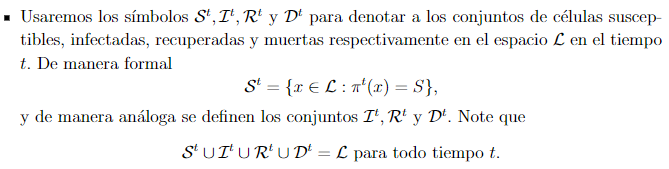 ▪ Usaremos los símbolos 𝒮ᵗ, ℐᵗ, ℛᵗ y 𝒟ᵗ para denotar a los conjuntos de células suscep-
tibles, infectadas, recuperadas y muertas respectivamente en el espacio ℒ en el tiempo
t. De manera formal
𝒮ᵗ = {x ∈ ℒ : πᵗ(x) = S},
y de manera análoga se definen los conjuntos ℐᵗ, ℛᵗ y 𝒟ᵗ. Note que
𝒮ᵗ ∪ ℐᵗ ∪ ℛᵗ ∪ 𝒟ᵗ = ℒ para todo tiempo t.